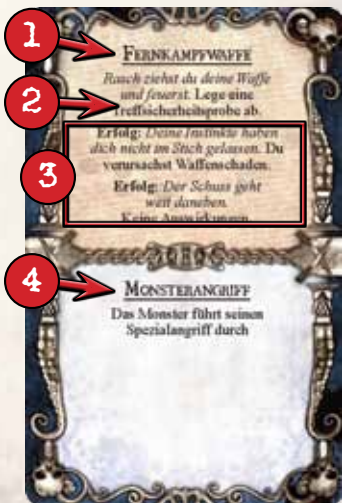 1
FERNKAMPFWAFFE
Rasch ziehst du deine Waffe
und feuerst. Lege eine
2
Treffsicherheitsprobe ab.
Erfolg: Deine Instinkte haben
dich nicht im Stich gelassen. Du
verursachst Waffenschaden.
3
Erfolg: Der Schuss geht
weit daneben.
Keine Auswirkungen
4
MONSTERANGRIFF
Das Monster führt seinen
Spezialangriff durch